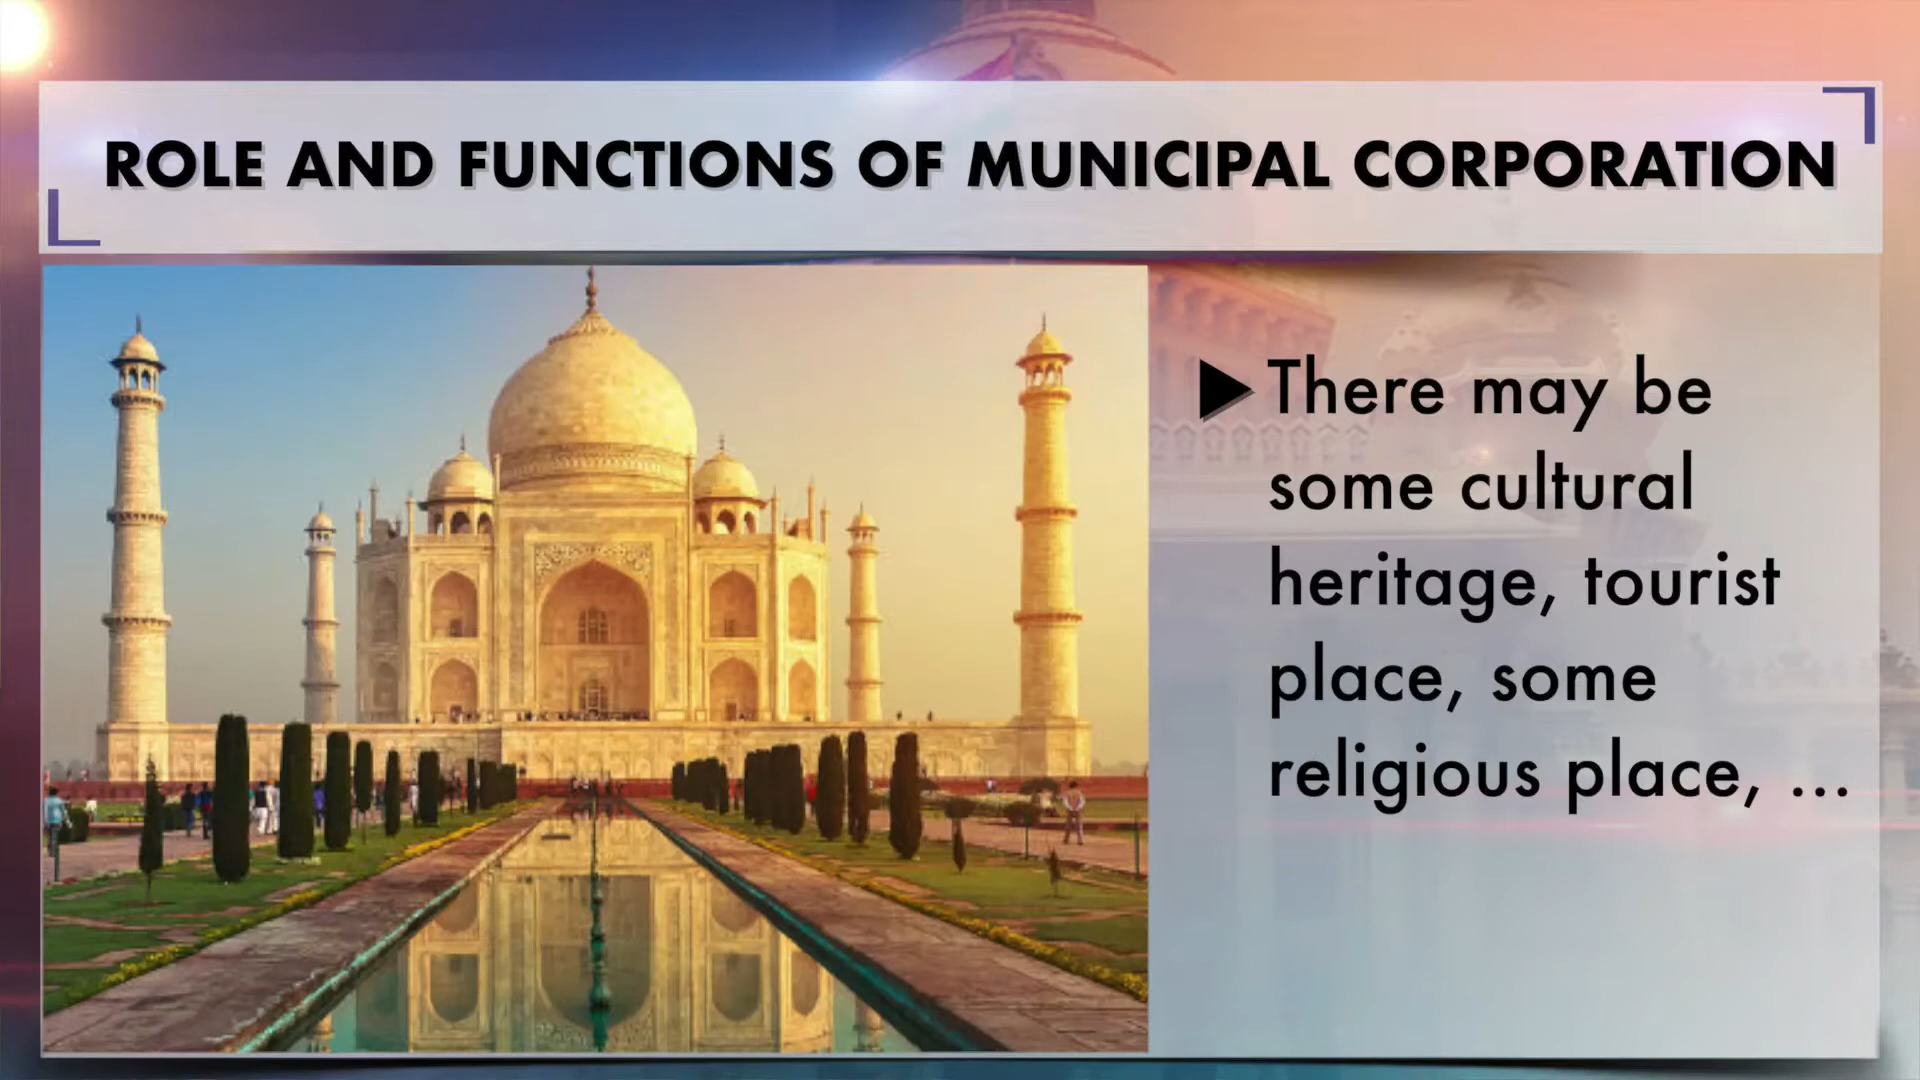 ROLE AND FUNCTIONS OF MUNICIPAL CORPORATION
There may be
some cultural
heritage, tourist
place, some
religious place, ...